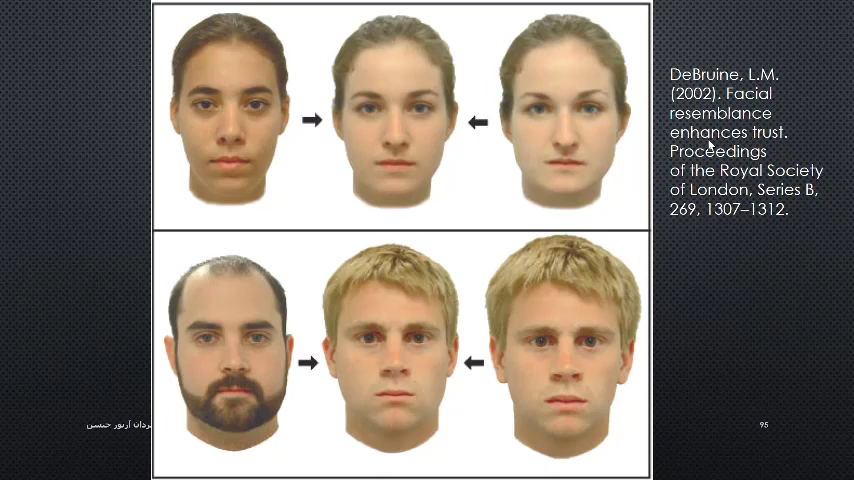 DeBruine, L.M.
(2002). Facial
resemblance
enhances trust.
Proceedings
of the Royal Society
of London, Series B,
269, 1307–1312.
95